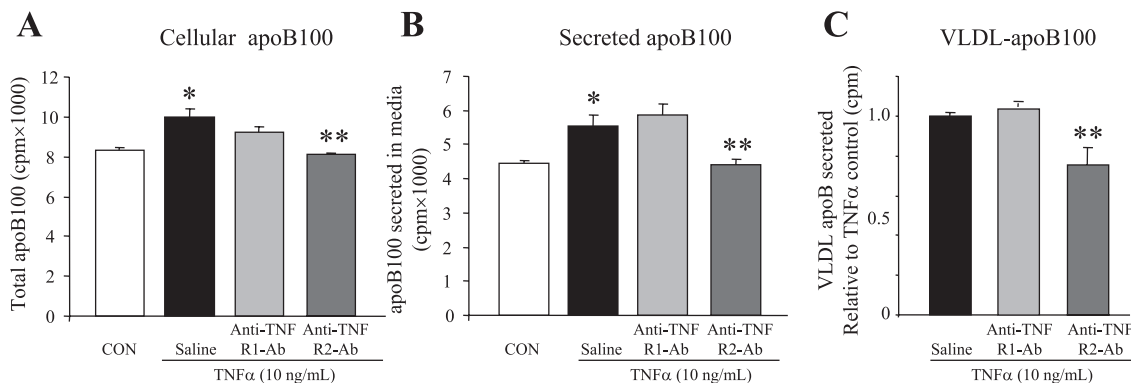 A
Cellular apoB100
Total apoB100 (cpm×1000)
12
10
8
6
4
2
0
*
**
CON
Saline
Anti-TNF
R1-Ab
Anti-TNF
R2-Ab
TNFα (10 ng/mL)
B
Secreted apoB100
apoB100 secreted in media
(cpm×1000)
7
6
5
4
3
2
1
0
*
**
CON
Saline
Anti-TNF
R1-Ab
Anti-TNF
R2-Ab
TNFα (10 ng/mL)
C
VLDL-apoB100
VLDL apoB secreted
Relative to TNFα control (cpm)
1.0
0.5
0
**
Saline
Anti-TNF
R1-Ab
Anti-TNF
R2-Ab
TNFα (10 ng/mL)